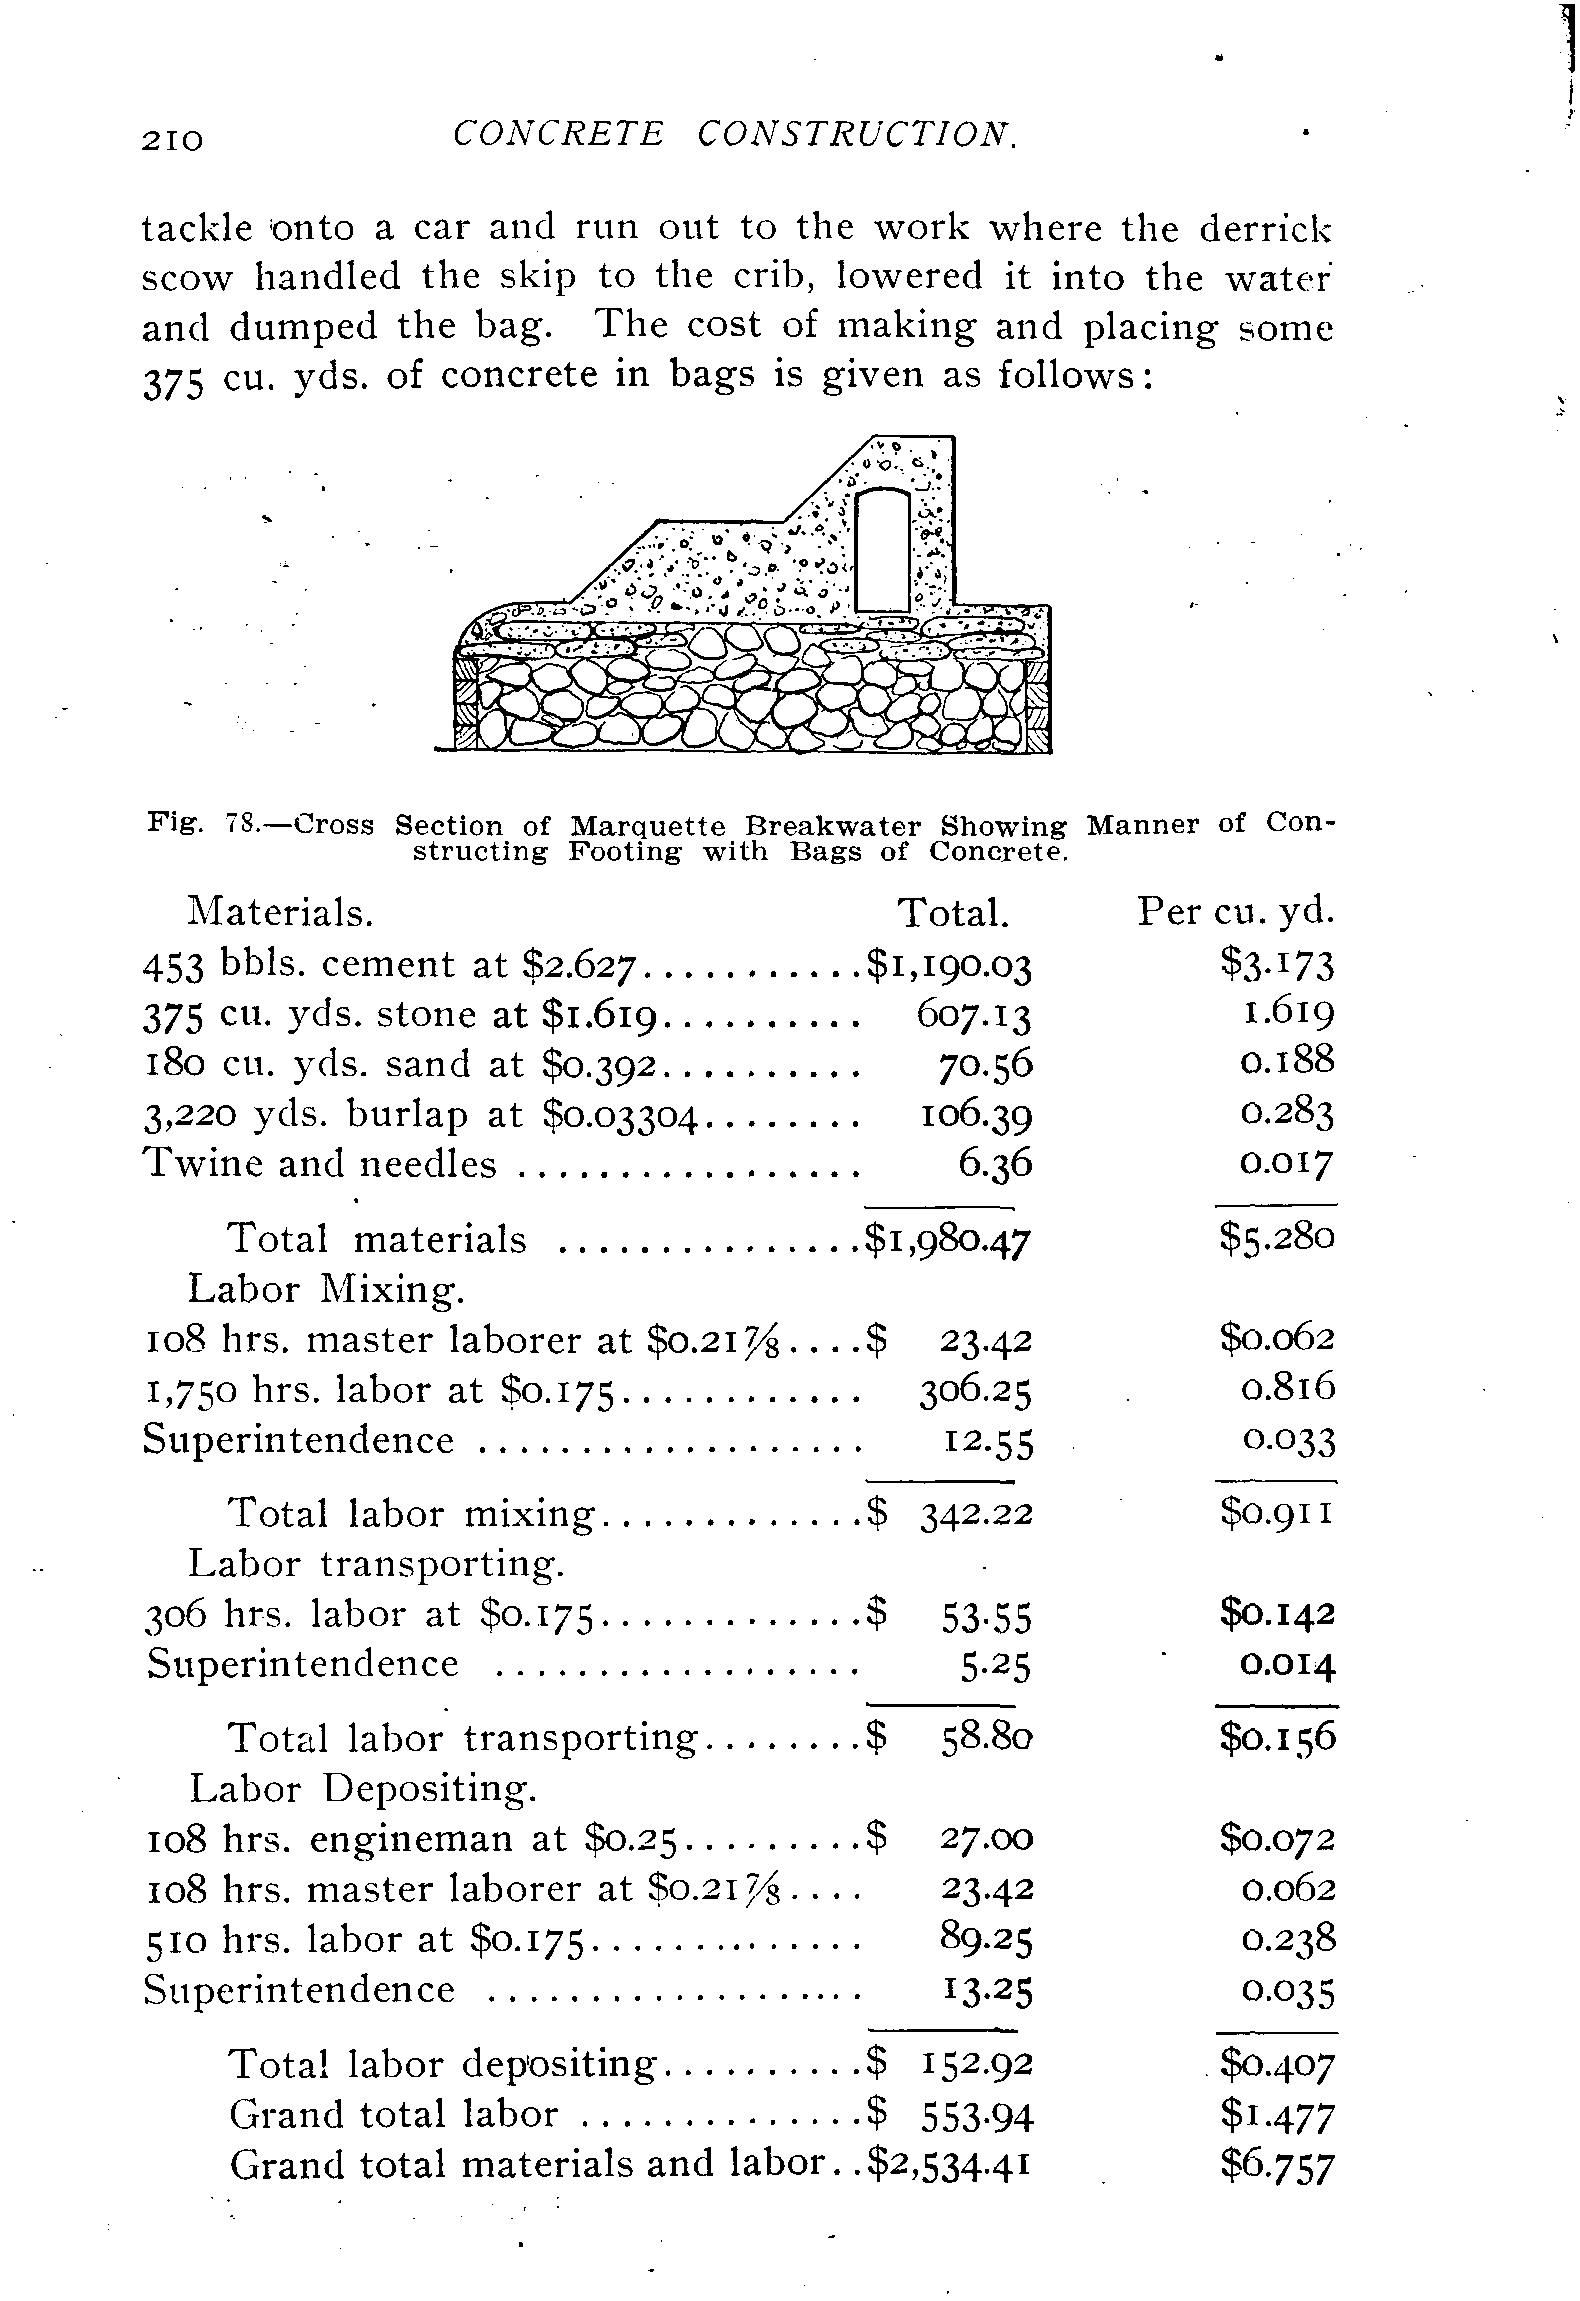 210 CONCRETE CONSTRUCTION.
tackle onto a car and run out to the work where the derrick
scow handled the skip to the crib, lowered it into the water
and dumped the bag. The cost of making and placing some
375 cu. yds. of concrete in bags is given as follows:
Fig. 78.—Cross Section of Marquette Breakwater Showing Manner of Con-
structing Footing with Bags of Concrete.
Materials. Total. Per cu. yd.
453 bbls. cement at $2.627...........$1,190.03 $3.173
375 cu. yds. stone at $1.619.......... 607.13 1.619
180 cu. yds. sand at $0.392.......... 70.56 0.188
3,220 yds. burlap at $0.03304........ 106.39 0.283
Twine and needles ................. 6.36 0.017
Total materials ...............$1,980.47 $5.280
Labor Mixing.
108 hrs. master laborer at $0.21⅞....$ 23.42 $0.062
1,750 hrs. labor at $0.175............ 306.25 0.816
Superintendence ................... 12.55 0.033
Total labor mixing.............$ 342.22 $0.911
Labor transporting.
306 hrs. labor at $0.175.............$ 53.55 $0.142
Superintendence .................. 5.25 0.014
Total labor transporting........$ 58.80 $0.156
Labor Depositing.
108 hrs. engineman at $0.25.........$ 27.00 $0.072
108 hrs. master laborer at $0.21⅞.... 23.42 0.062
510 hrs. labor at $0.175.............. 89.25 0.238
Superintendence ................... 13.25 0.035
Total labor depositing..........$ 152.92 $0.407
Grand total labor ..............$ 553.94 $1.477
Grand total materials and labor..$2,534.41 $6.757